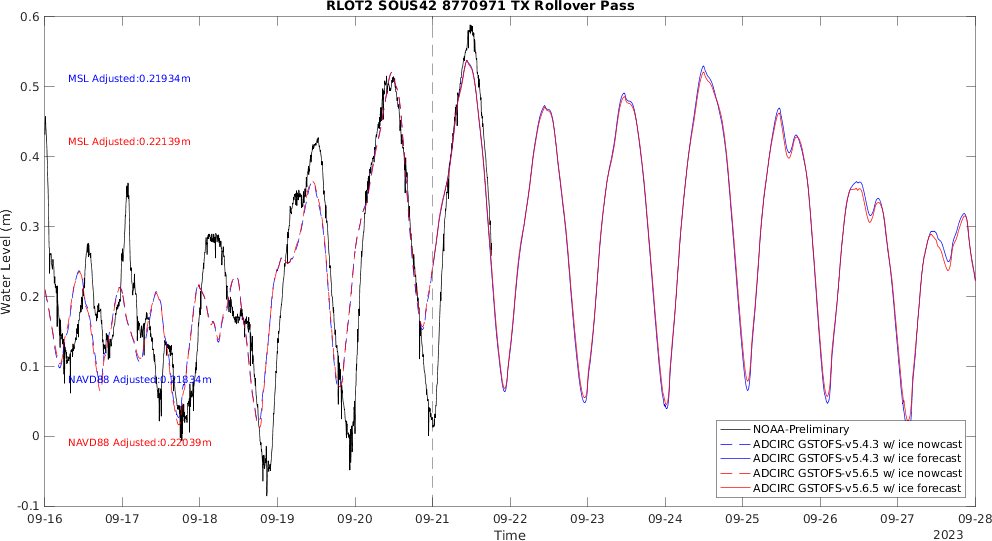 RLOT2 SOUS42 8770971 TX Rollover Pass
0.6
0.5
0.4
0.3
0.2
0.1
0
-0.1
Water Level (m)
MSL Adjusted:0.21934m
MSL Adjusted:0.22139m
NAVD88 Adjusted:0.21834m
NAVD88 Adjusted:0.22039m
NOAA-Preliminary
ADCIRC GSTOFS-v5.4.3 w/ ice nowcast
ADCIRC GSTOFS-v5.4.3 w/ ice forecast
ADCIRC GSTOFS-v5.6.5 w/ ice nowcast
ADCIRC GSTOFS-v5.6.5 w/ ice forecast
09-16 09-17 09-18 09-19 09-20 09-21 09-22 09-23 09-24 09-25 09-26 09-27 09-28
Time
2023